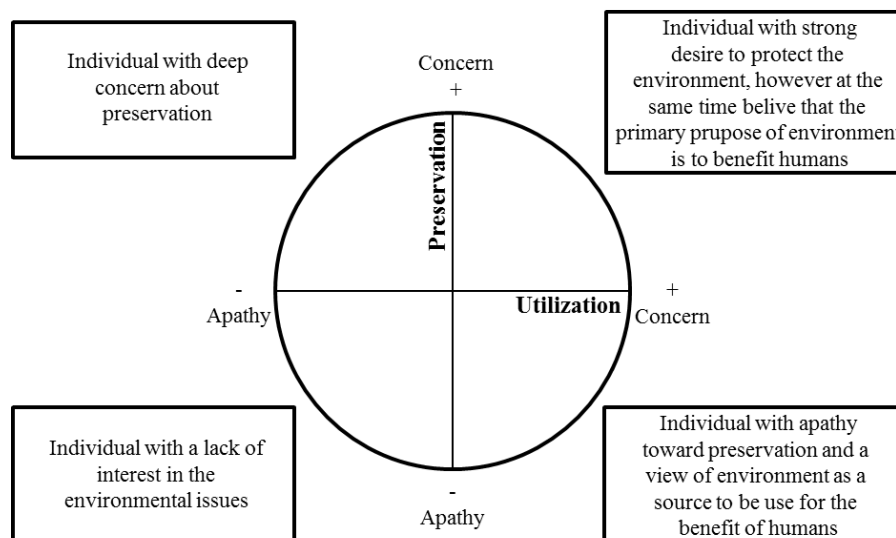 Individual with deep
concern about
preservation
Concern
+
Individual with strong
desire to protect the
environment, however at the
same time belive that the
primary prupose of environment
is to benefit humans
Preservation
-
Apathy
Utilization
+
Concern
Individual with a lack of
interest in the
environmental issues
-
Apathy
Individual with apathy
toward preservation and a
view of environment as a
source to be use for the
benefit of humans